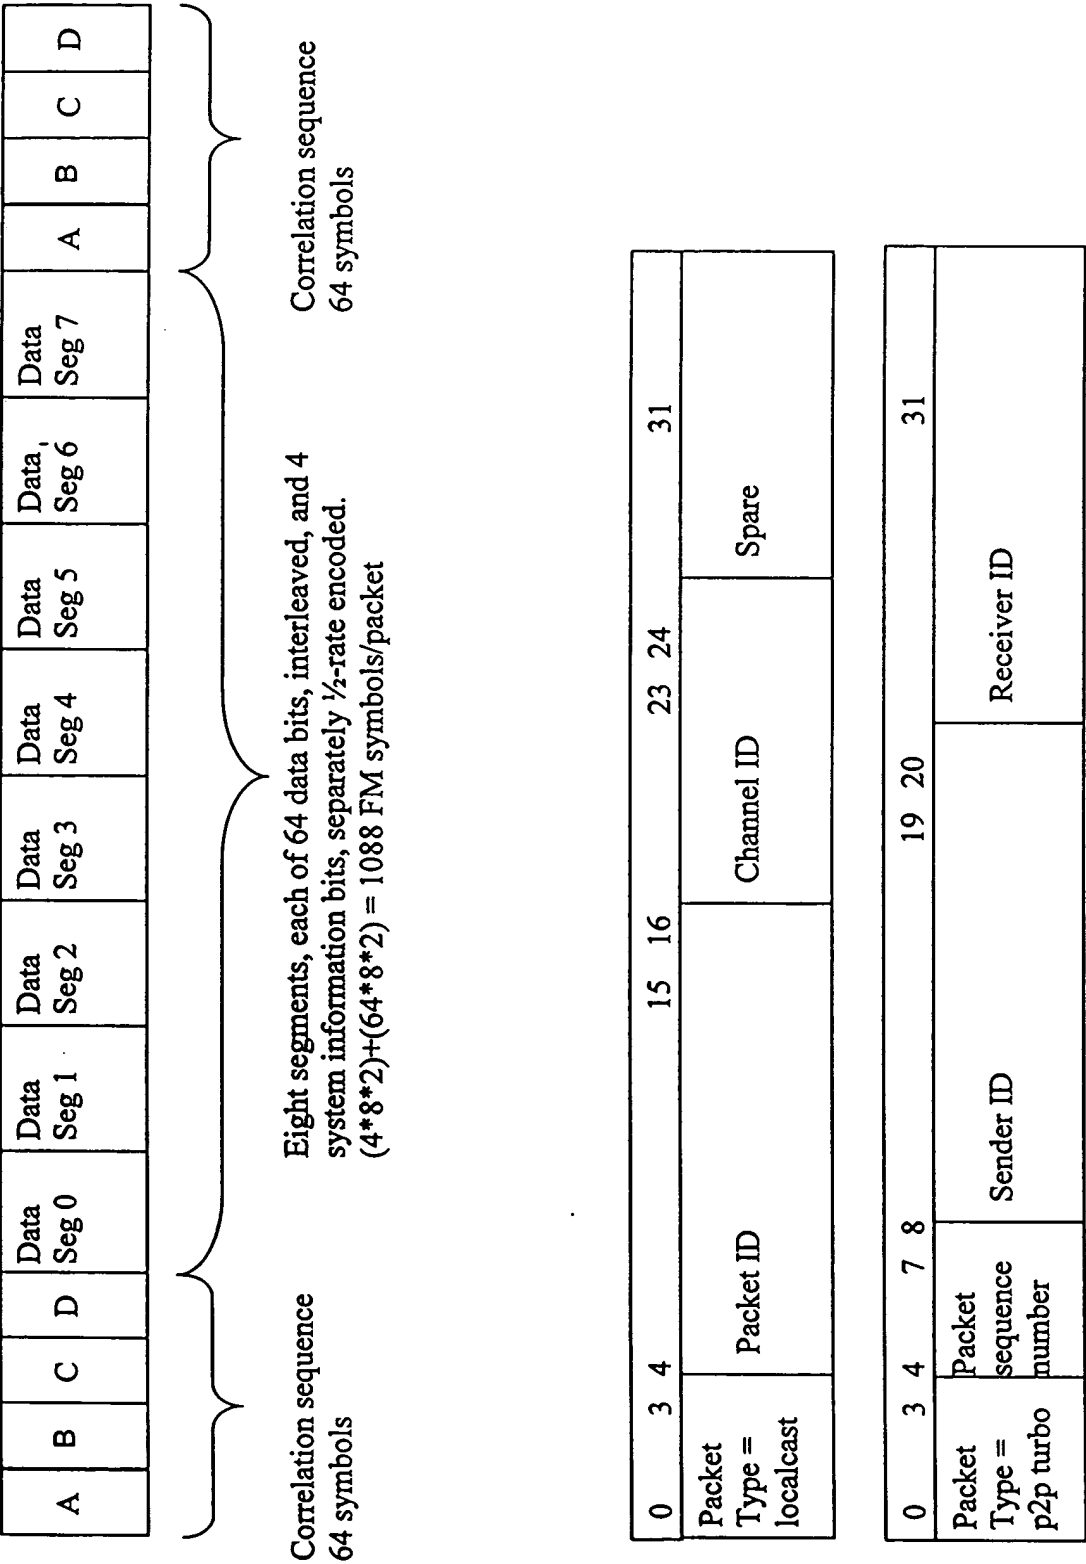 A B C D Data Seg 0 Data Seg 1 Data Seg 2 Data Seg 3 Data Seg 4 Data Seg 5 Data Seg 6 Data Seg 7 A B C D
Correlation sequence
64 symbols
Eight segments, each of 64 data bits, interleaved, and 4
system information bits, separately ½-rate encoded.
(4*8*2)+(64*8*2) = 1088 FM symbols/packet
Correlation sequence
64 symbols
0 3 4 15 16 23 24 31
Packet
Type =
localcast
Packet ID
Channel ID
Spare
0 3 4 7 8 19 20 31
Packet
Type =
p2p turbo
Packet
sequence
number
Sender ID
Receiver ID